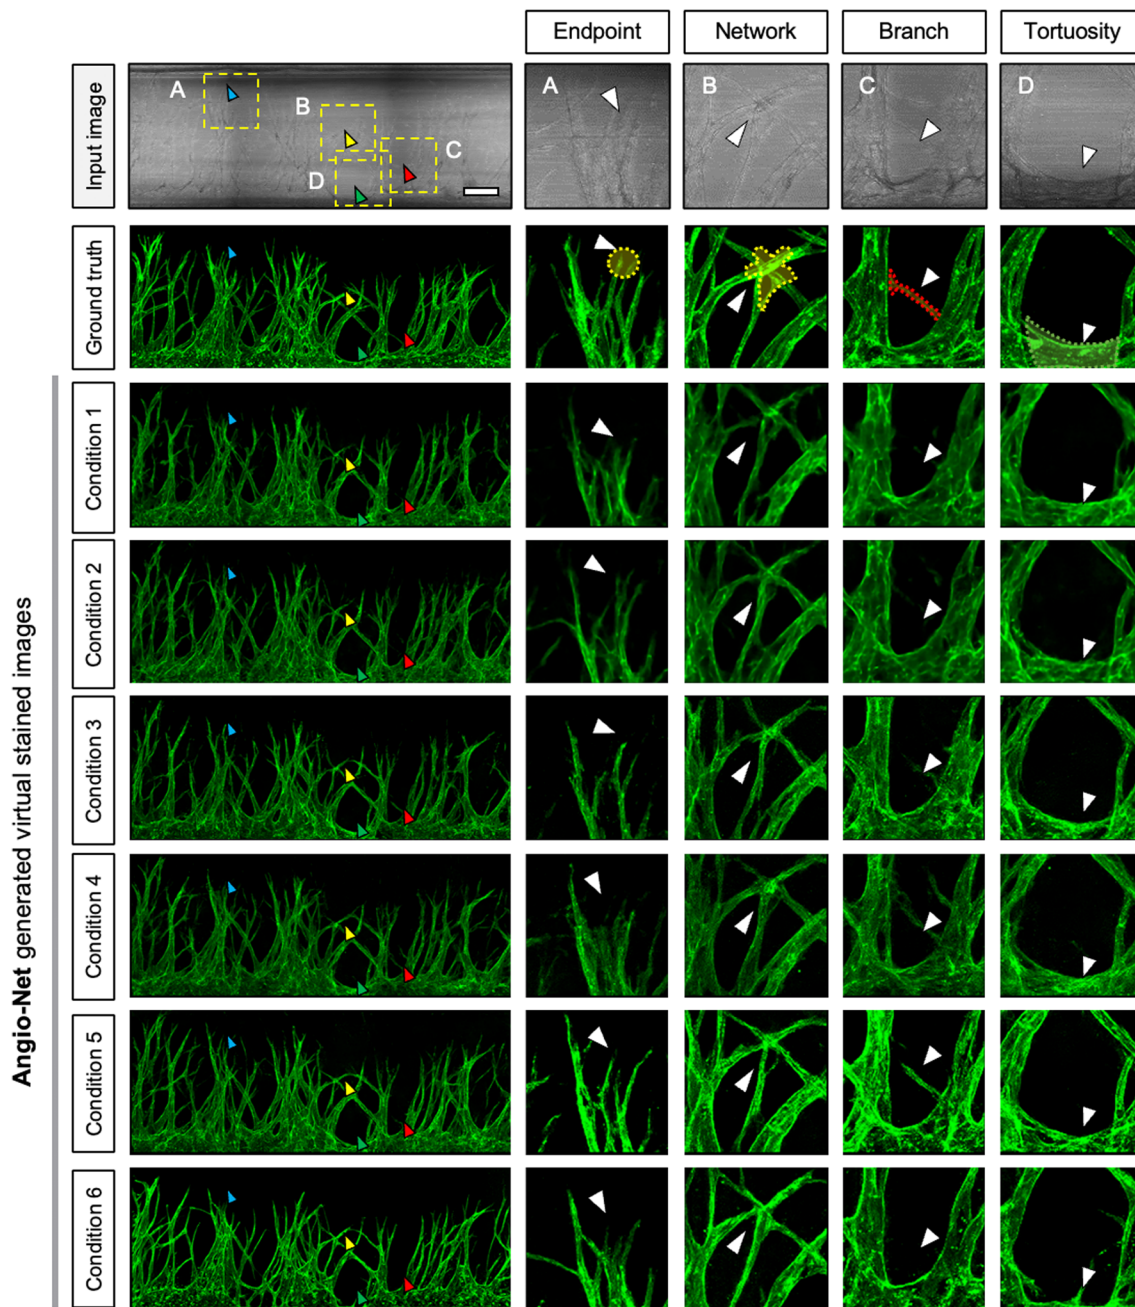 Endpoint
Network
Branch
Tortuosity
Input image
A
B
C
D
A
B
C
D
Ground truth
Angio-Net generated virtual stained images
Condition 1
Condition 2
Condition 3
Condition 4
Condition 5
Condition 6